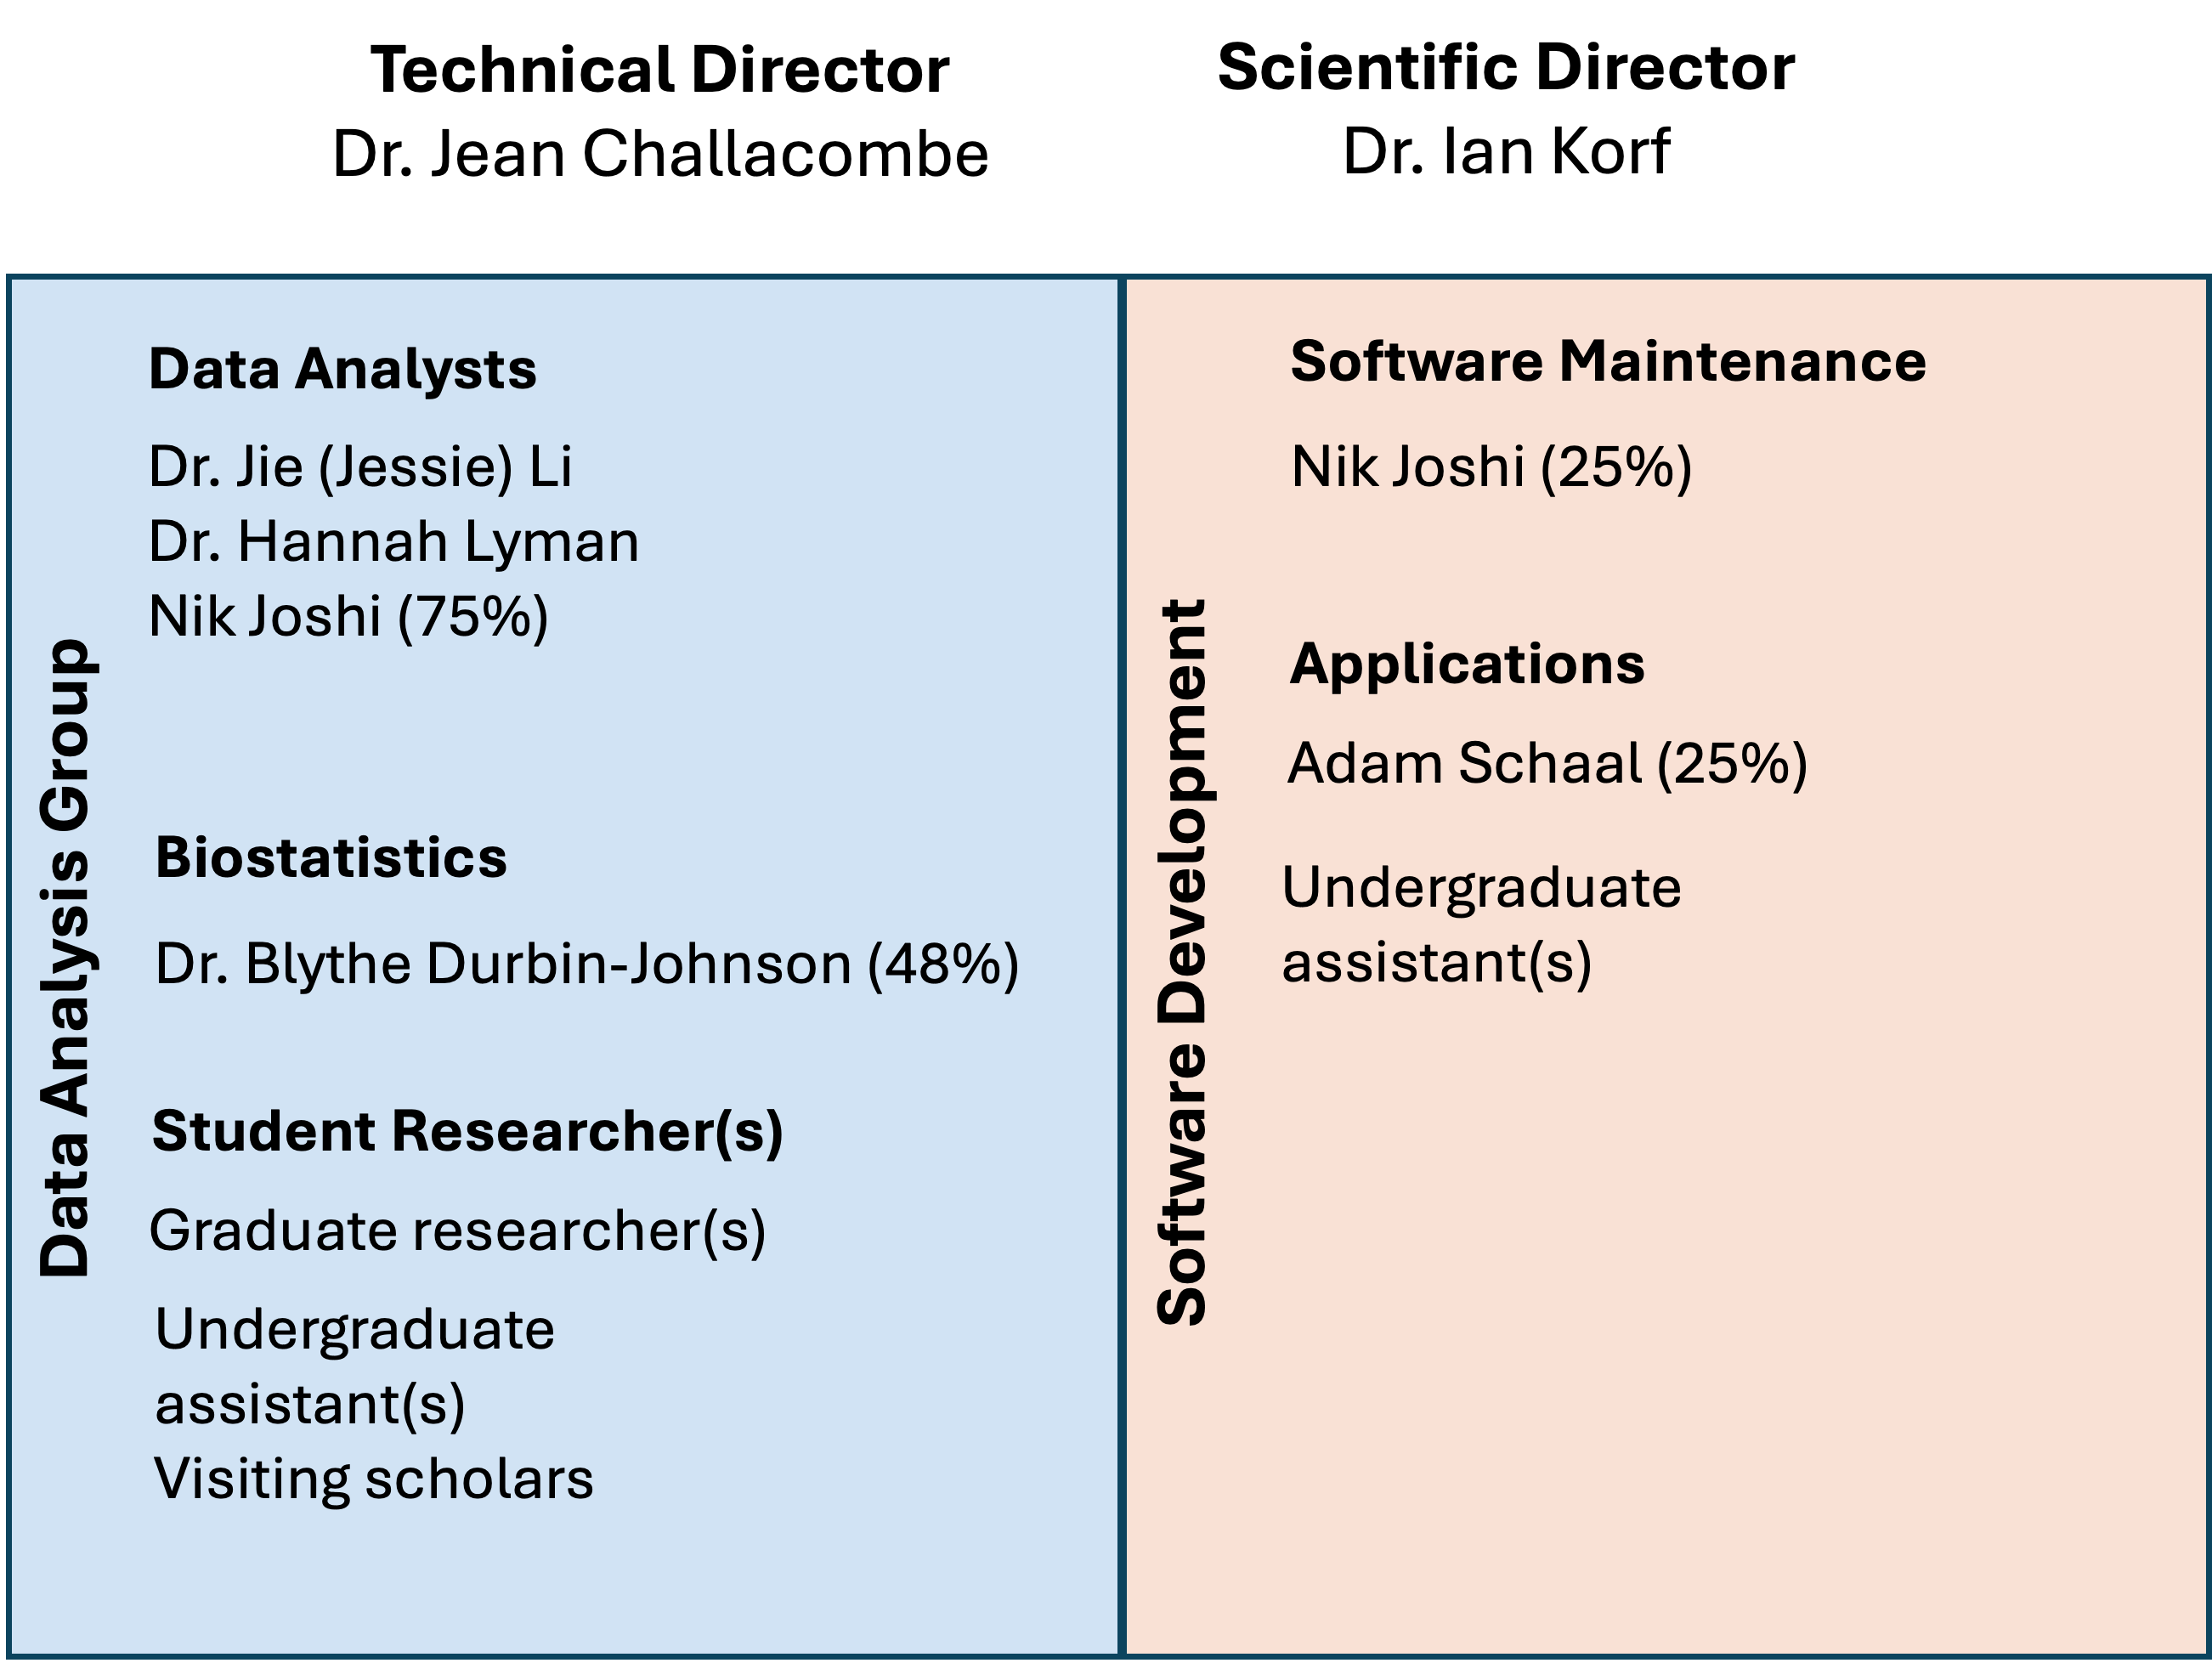 Technical Director
Dr. Jean Challacombe
Scientific Director
Dr. Ian Korf
Data Analysis Group
Data Analysts
Dr. Jie (Jessie) Li
Dr. Hannah Lyman
Nik Joshi (75%)
Biostatistics
Dr. Blythe Durbin-Johnson (48%)
Student Researcher(s)
Graduate researcher(s)
Undergraduate
assistant(s)
Visiting scholars
Software Development
Software Maintenance
Nik Joshi (25%)
Applications
Adam Schaal (25%)
Undergraduate
assistant(s)